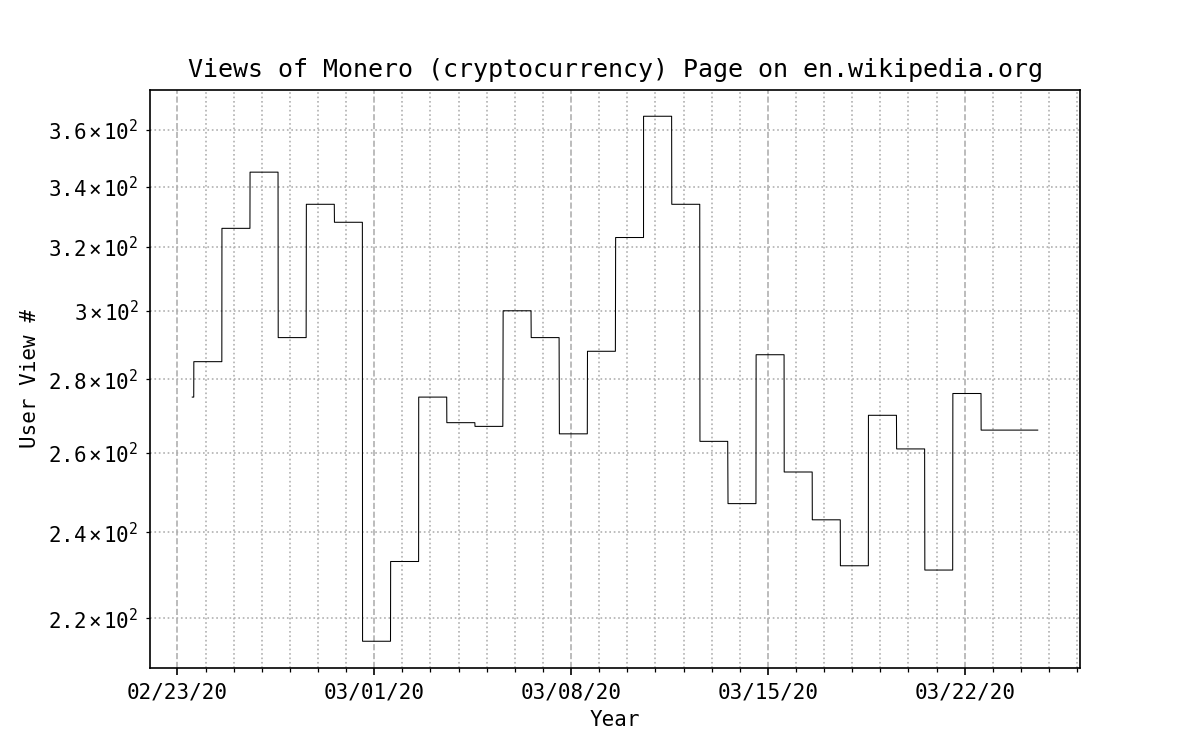 Views of Monero (cryptocurrency) Page on en.wikipedia.org
3.6×10²
3.4×10²
3.2×10²
3×10²
2.8×10²
2.6×10²
2.4×10²
2.2×10²
User View #
02/23/20 03/01/20 03/08/20 03/15/20 03/22/20
Year